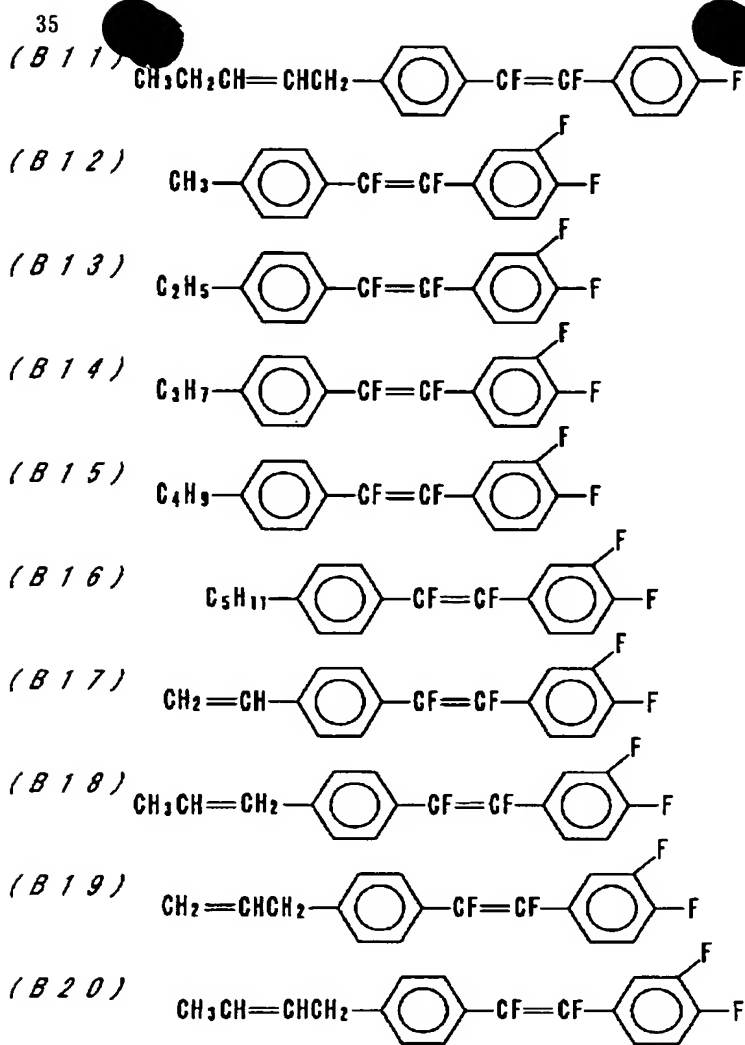 35
(B11) CH₃CH₂CH=CHCH₂ CF=CF F
(B12) CH₃ CF=CF F F
(B13) C₂H₅ CF=CF F F
(B14) C₃H₇ CF=CF F F
(B15) C₄H₉ CF=CF F F
(B16) C₅H₁₁ CF=CF F F
(B17) CH₂=CH CF=CF F F
(B18) CH₃CH=CH₂ CF=CF F F
(B19) CH₂=CHCH₂ CF=CF F F
(B20) CH₃CH=CHCH₂ CF=CF F F